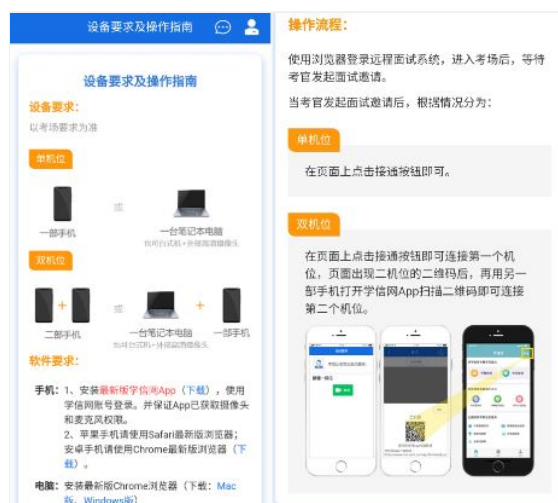 设备要求及操作指南
设备要求及操作指南
设备要求：
以考场要求为准
单机位
或
一部手机
一台笔记本电脑
也可台式机+外部高清摄像头
双机位
+
或
+
二部手机
一台笔记本电脑
一部手机
也可台式机+外部高清摄像头
软件要求：
手机：1、安装最新版学信网App（下载），使用
学信网账号登录。并保证App已获取摄像头
和麦克风权限。
2、苹果手机请使用Safari最新版浏览器；
安卓手机请使用Chrome最新版浏览器（下
载）。
电脑：安装最新版Chrome浏览器（下载：Mac
版、Windows版）
操作流程：
使用浏览器登录远程面试系统，进入考场后，等待
考官发起面试邀请。
当考官发起面试邀请后，根据情况分为：
单机位
在页面上点击接通按钮即可。
双机位
在页面上点击接通按钮即可连接第一个机
位，页面出现二机位的二维码后，再用另一
部手机打开学信网App扫描二维码即可连接
第二个机位。